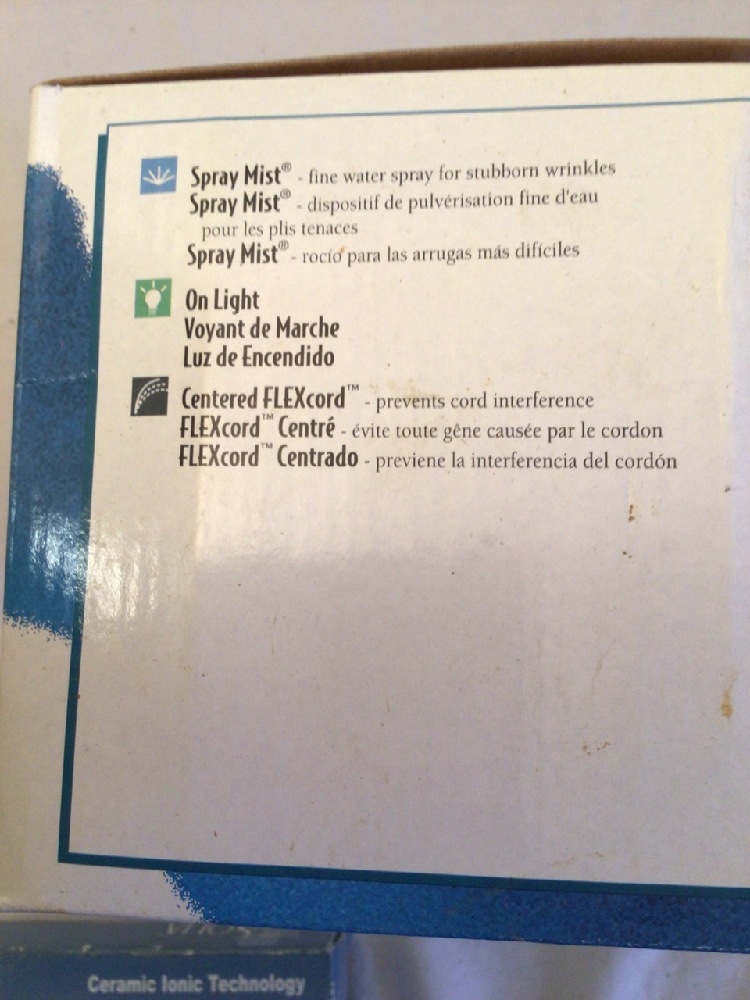 Spray Mist® - fine water spray for stubborn wrinkles
Spray Mist® - dispositif de pulvérisation fine d'eau
pour les plis tenaces
Spray Mist® - rocío para las arrugas más difíciles
On Light
Voyant de Marche
Luz de Encendido
Centered FLEXcord™ - prevents cord interference
FLEXcord™ Centré - évite toute gêne causée par le cordon
FLEXcord™ Centrado - previene la interferencia del cordón
Ceramic Ionic Technology